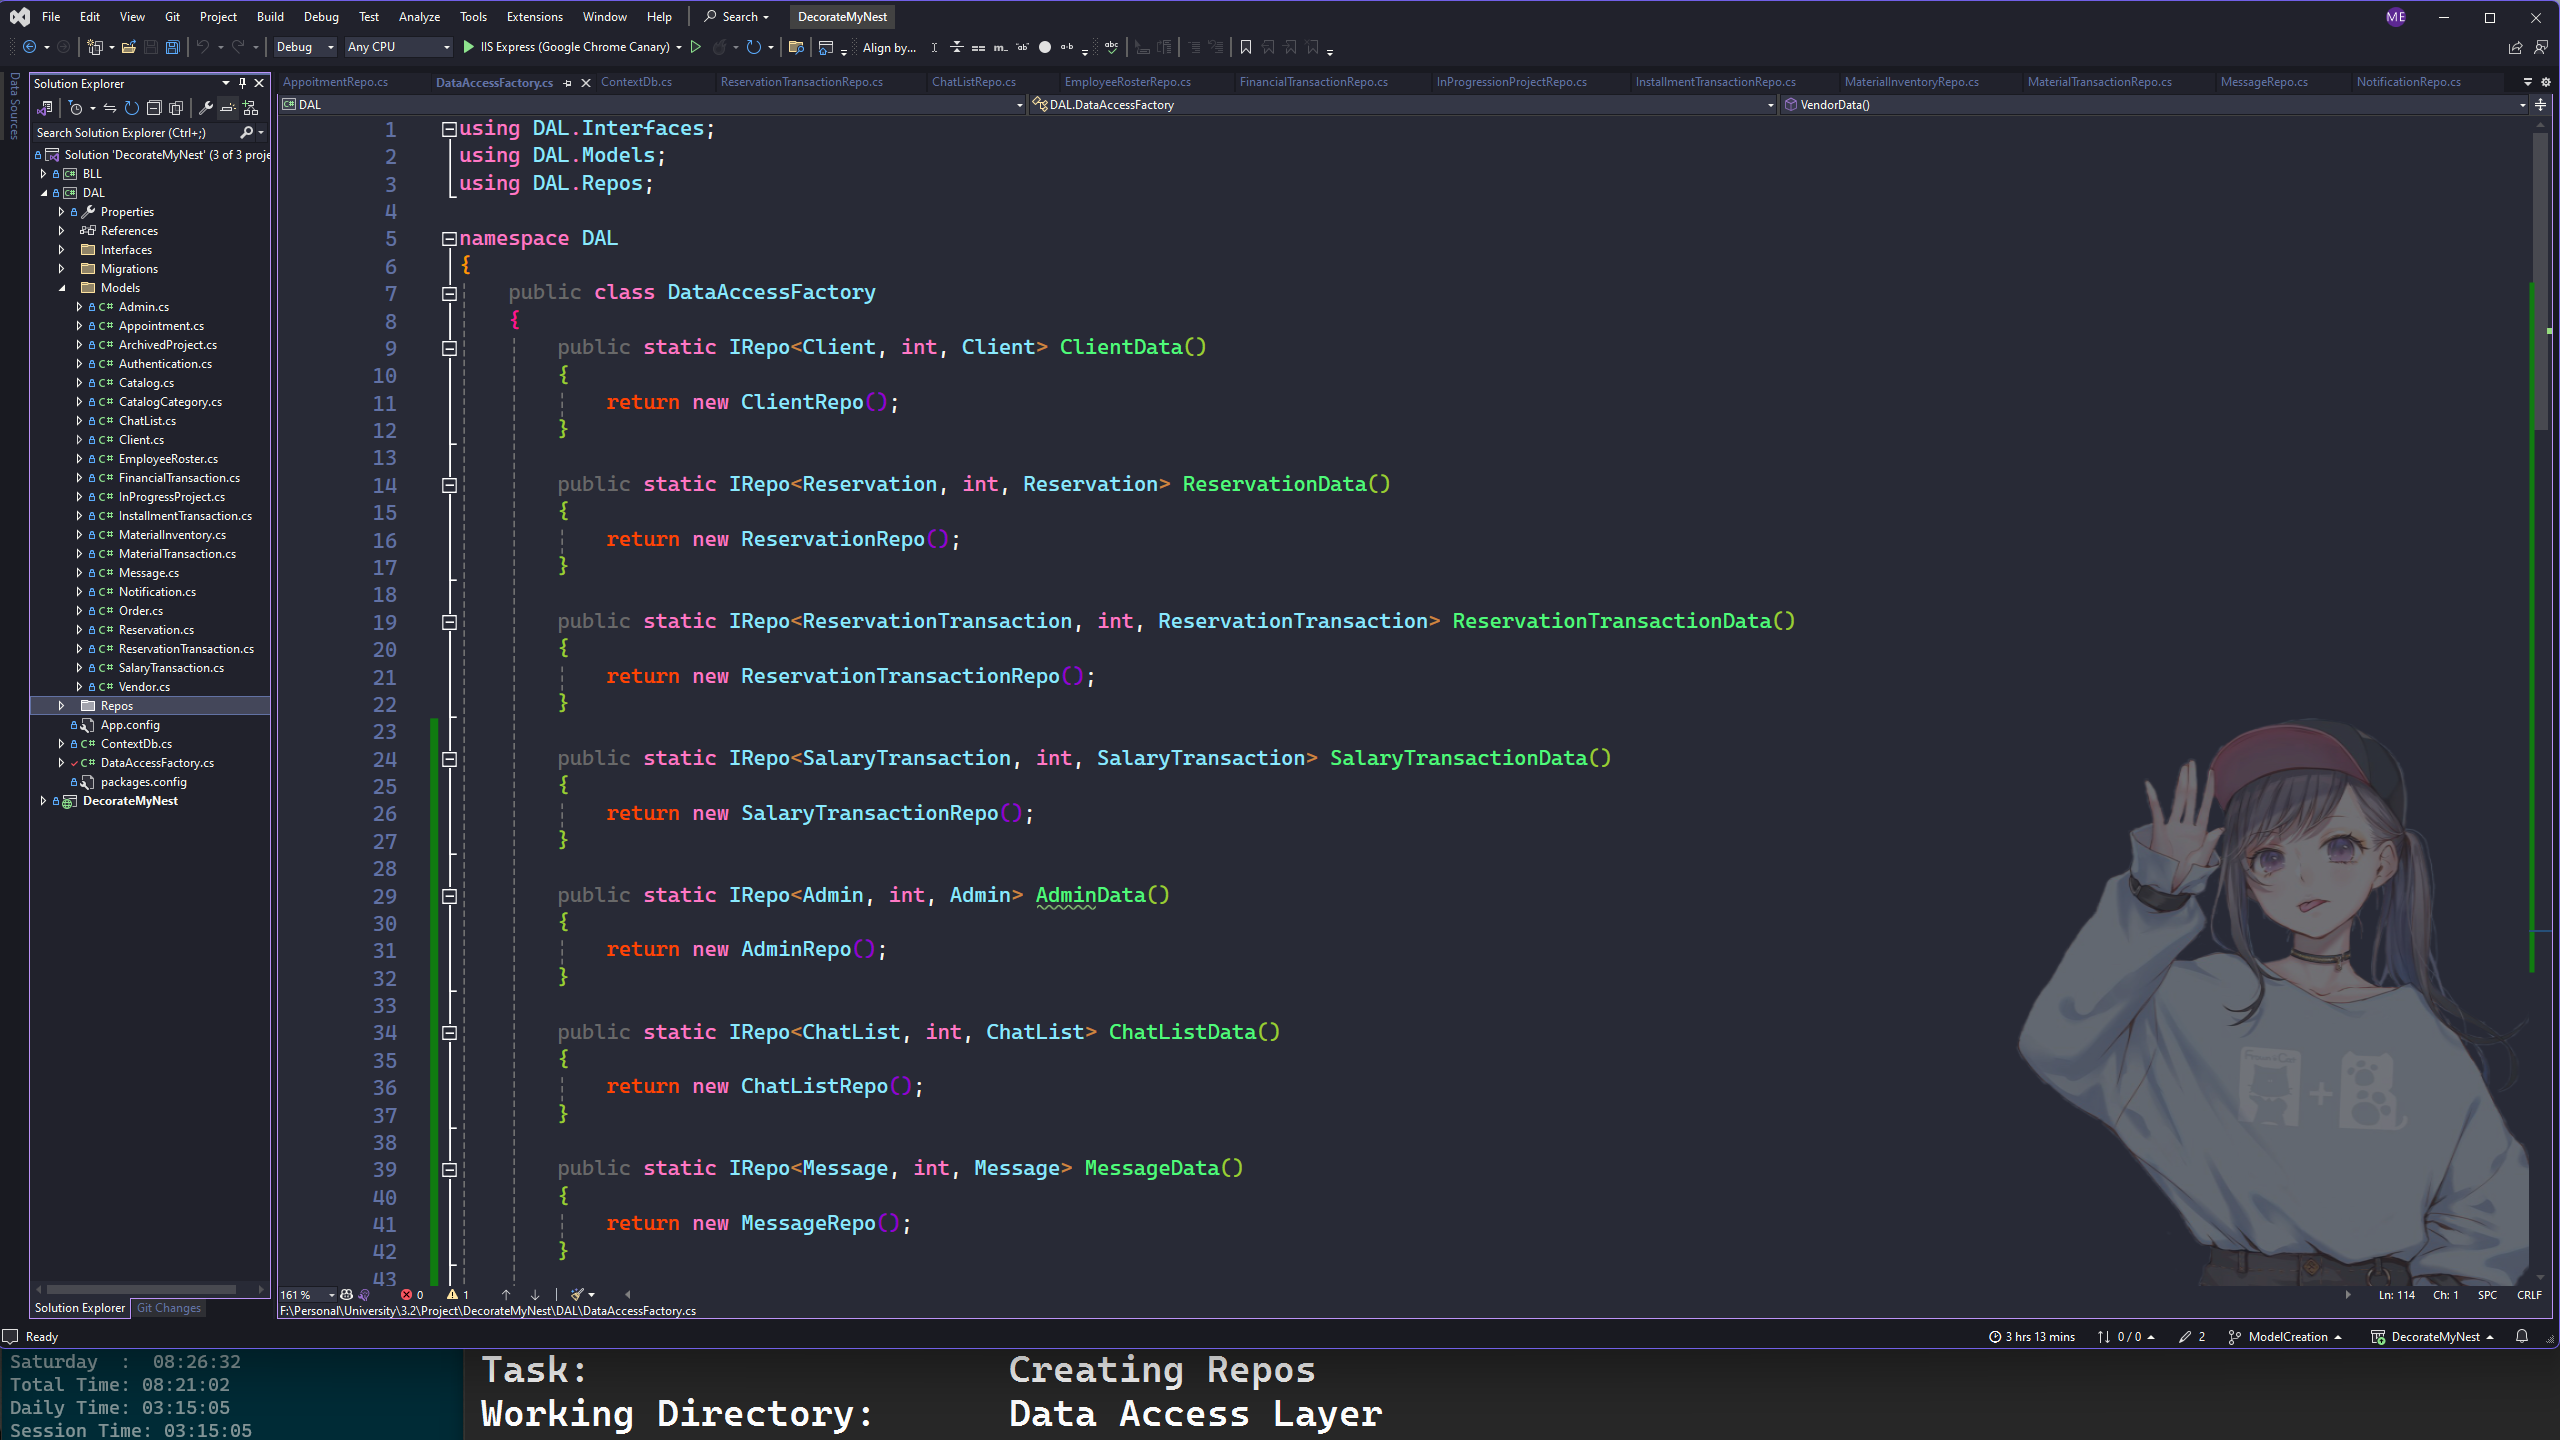 File Edit View Git Project Build Debug Test Analyze Tools Extensions Window Help Search DecorateMyNest ME
Debug Any CPU IIS Express (Google Chrome Canary) Align by...
Data Sources
Solution Explorer
Search Solution Explorer (Ctrl+;)
Solution 'DecorateMyNest' (3 of 3 proje
BLL
DAL
Properties
References
Interfaces
Migrations
Models
C# Admin.cs
C# Appointment.cs
C# ArchivedProject.cs
C# Authentication.cs
C# Catalog.cs
C# CatalogCategory.cs
C# ChatList.cs
C# Client.cs
C# EmployeeRoster.cs
C# FinancialTransaction.cs
C# InProgressProject.cs
C# InstallmentTransaction.cs
C# MaterialInventory.cs
C# MaterialTransaction.cs
C# Message.cs
C# Notification.cs
C# Order.cs
C# Reservation.cs
C# ReservationTransaction.cs
C# SalaryTransaction.cs
C# Vendor.cs
Repos
App.config
C# ContextDb.cs
C# DataAccessFactory.cs
packages.config
DecorateMyNest
Solution Explorer Git Changes
AppoitmentRepo.cs DataAccessFactory.cs ContextDb.cs ReservationTransactionRepo.cs ChatListRepo.cs EmployeeRosterRepo.cs FinancialTransactionRepo.cs InProgressionProjectRepo.cs InstallmentTransactionRepo.cs MaterialInventoryRepo.cs MaterialTransactionRepo.cs MessageRepo.cs NotificationRepo.cs
DAL DAL.DataAccessFactory VendorData()
1 using DAL.Interfaces;
2 using DAL.Models;
3 using DAL.Repos;
4
5 namespace DAL
6 {
7 public class DataAccessFactory
8 {
9 public static IRepo<Client, int, Client> ClientData()
10 {
11 return new ClientRepo();
12 }
13
14 public static IRepo<Reservation, int, Reservation> ReservationData()
15 {
16 return new ReservationRepo();
17 }
18
19 public static IRepo<ReservationTransaction, int, ReservationTransaction> ReservationTransactionData()
20 {
21 return new ReservationTransactionRepo();
22 }
23
24 public static IRepo<SalaryTransaction, int, SalaryTransaction> SalaryTransactionData()
25 {
26 return new SalaryTransactionRepo();
27 }
28
29 public static IRepo<Admin, int, Admin> AdminData()
30 {
31 return new AdminRepo();
32 }
33
34 public static IRepo<ChatList, int, ChatList> ChatListData()
35 {
36 return new ChatListRepo();
37 }
38
39 public static IRepo<Message, int, Message> MessageData()
40 {
41 return new MessageRepo();
42 }
43
161 % 0 1 Ln: 114 Ch: 1 SPC CRLF
F:\Personal\University\3.2\Project\DecorateMyNest\DAL\DataAccessFactory.cs
Ready 3 hrs 13 mins 0 / 0 2 ModelCreation DecorateMyNest
Saturday : 08:26:32
Total Time: 08:21:02
Daily Time: 03:15:05
Session Time: 03:15:05
Task: Creating Repos
Working Directory: Data Access Layer